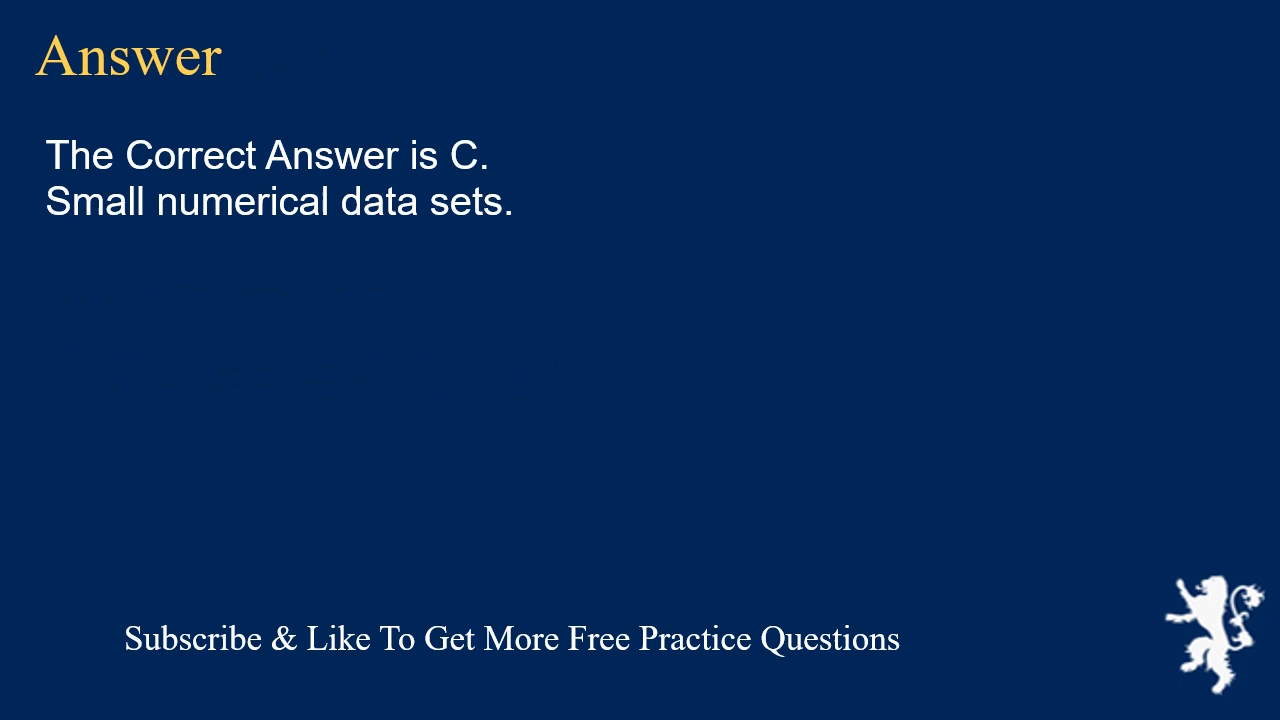 Answer
The Correct Answer is C.
Small numerical data sets.
Subscribe & Like To Get More Free Practice Questions